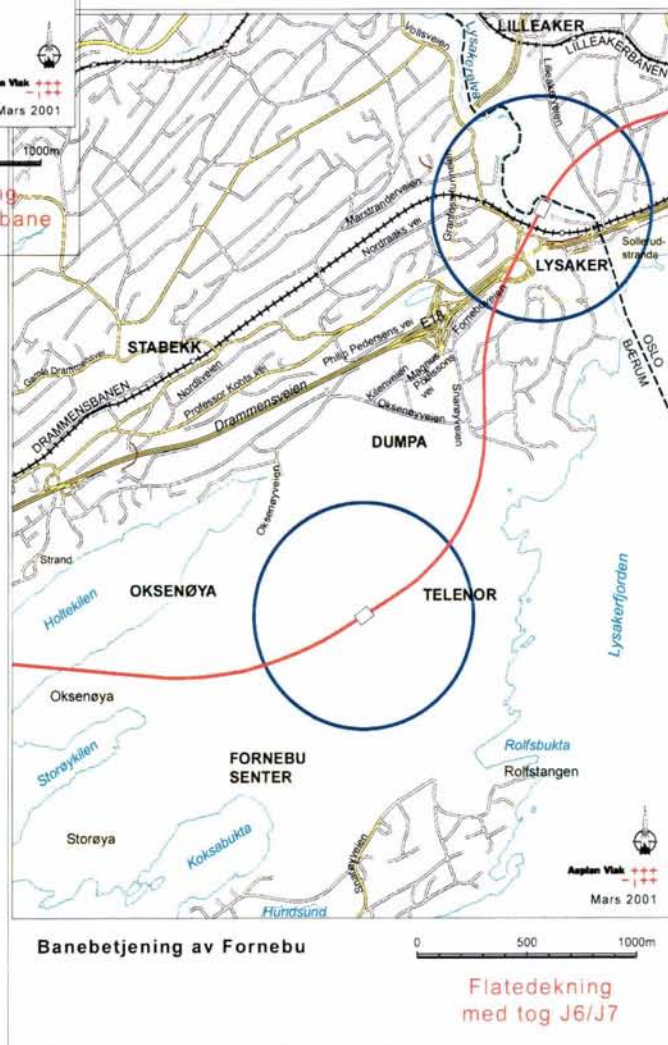 LILLEAKER
LILLEAKERBANEN
Vollsveien
Lysakerelva
Lilleakerveien
an Viak
Mars 2001
1000m
bane
Marstranderveien
Nordraaks vei
Sollerud-
stranda
LYSAKER
E18
Fornebuveien
OSLO
BÆRUM
STABEKK
Philip Pedersens vei
Gamle Drammensvei
Nordliveien
DRAMMENSBANEN
Professor Kohts vei
Drammensveien
Kilenveien
Magnus
Poulssons
vei
Oksenøyveien
Snarøyveien
DUMPA
Oksenøyveien
Strand
OKSENØYA
TELENOR
Holtekilen
Lysakerfjorden
Oksenøya
Storøykilen
FORNEBU
SENTER
Rolfsbukta
Rolfstangen
Storøya
Koksabukta
Snarøyveien
Hundsund
Asplan Viak
Mars 2001
Banebetjening av Fornebu
0 500 1000m
Flatedekning
med tog J6/J7